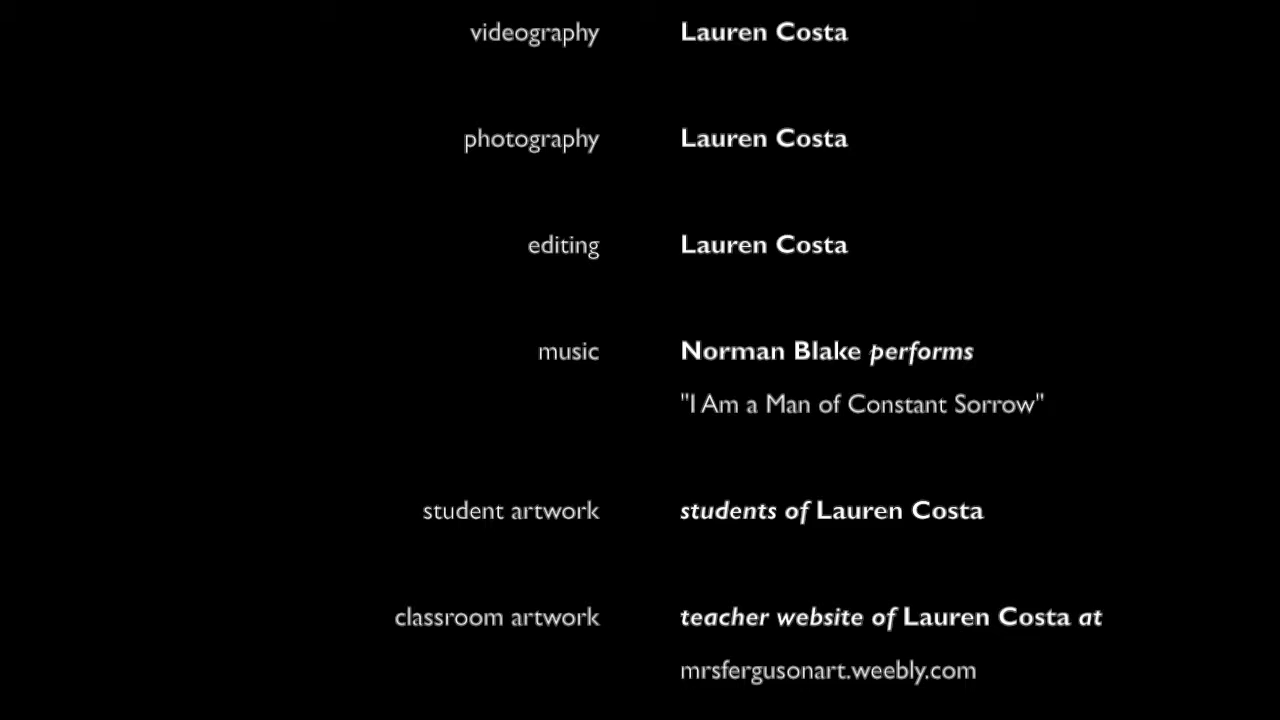 videography Lauren Costa
photography Lauren Costa
editing Lauren Costa
music Norman Blake performs
"I Am a Man of Constant Sorrow"
student artwork students of Lauren Costa
classroom artwork teacher website of Lauren Costa at
mrsfergusonart.weebly.com